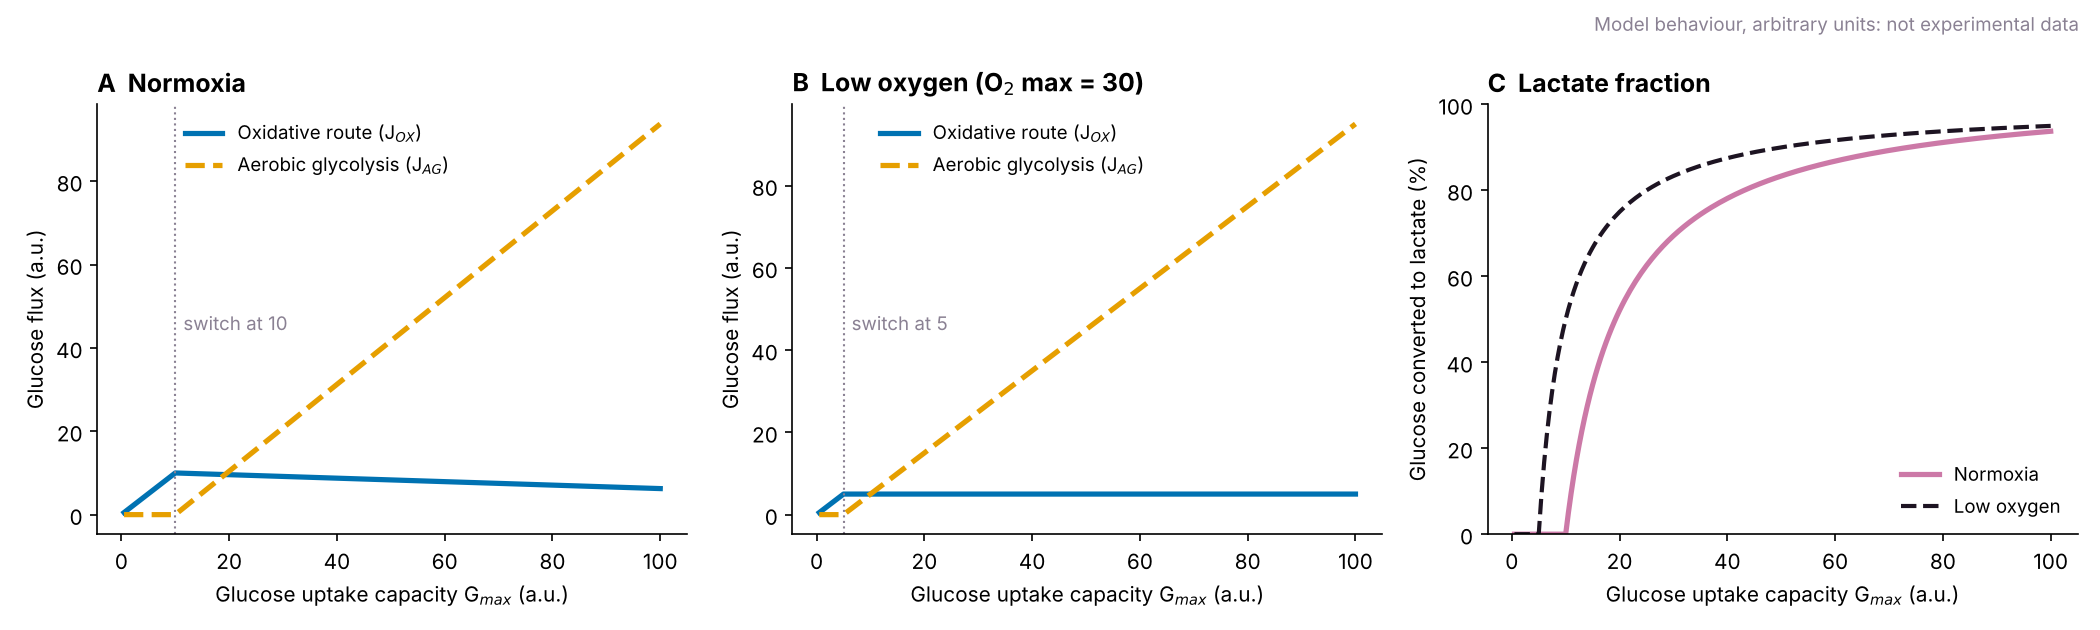 Model behaviour, arbitrary units: not experimental data
A Normoxia
Oxidative route (J_OX)
Aerobic glycolysis (J_AG)
switch at 10
Glucose flux (a.u.)
80
60
40
20
0
0 20 40 60 80 100
Glucose uptake capacity G_max (a.u.)
B Low oxygen (O₂ max = 30)
Oxidative route (J_OX)
Aerobic glycolysis (J_AG)
switch at 5
Glucose flux (a.u.)
80
60
40
20
0
0 20 40 60 80 100
Glucose uptake capacity G_max (a.u.)
C Lactate fraction
Glucose converted to lactate (%)
100
80
60
40
20
0
Normoxia
Low oxygen
0 20 40 60 80 100
Glucose uptake capacity G_max (a.u.)